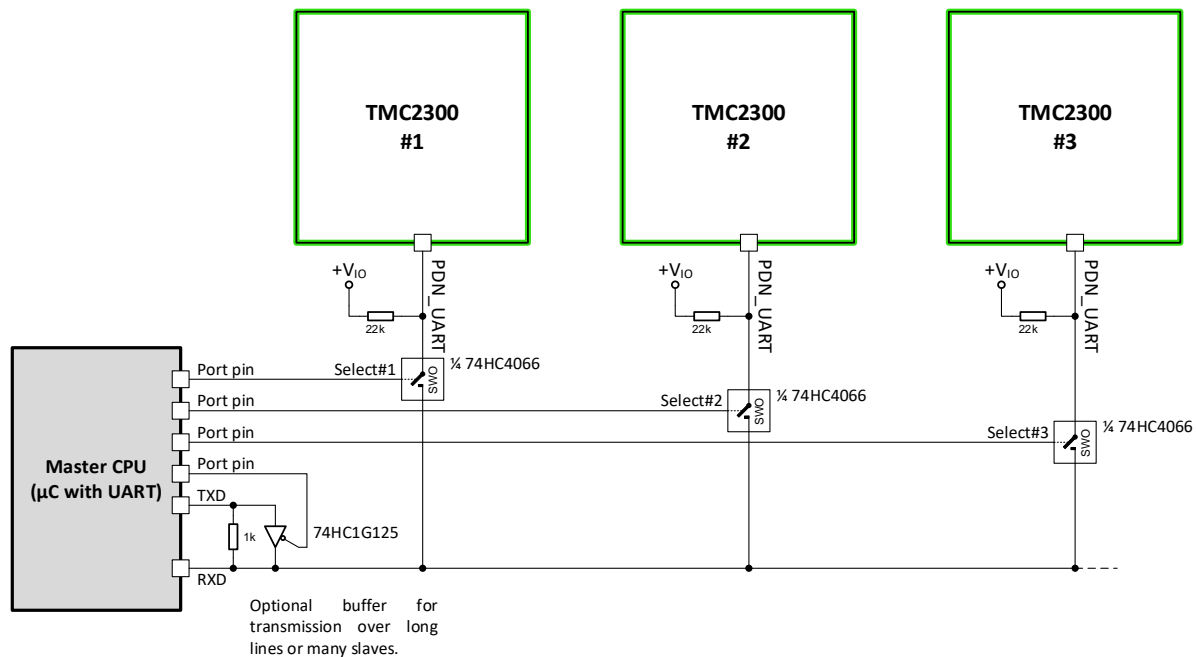 TMC2300
#1
TMC2300
#2
TMC2300
#3
+VIO
22k
PDN_UART
+VIO
22k
PDN_UART
+VIO
22k
PDN_UART
Select#1
SWO
¼ 74HC4066
Select#2
SWO
¼ 74HC4066
Select#3
SWO
¼ 74HC4066
Master CPU
(µC with UART)
Port pin
Port pin
Port pin
Port pin
TXD
1k
74HC1G125
RXD
Optional buffer for
transmission over long
lines or many slaves.